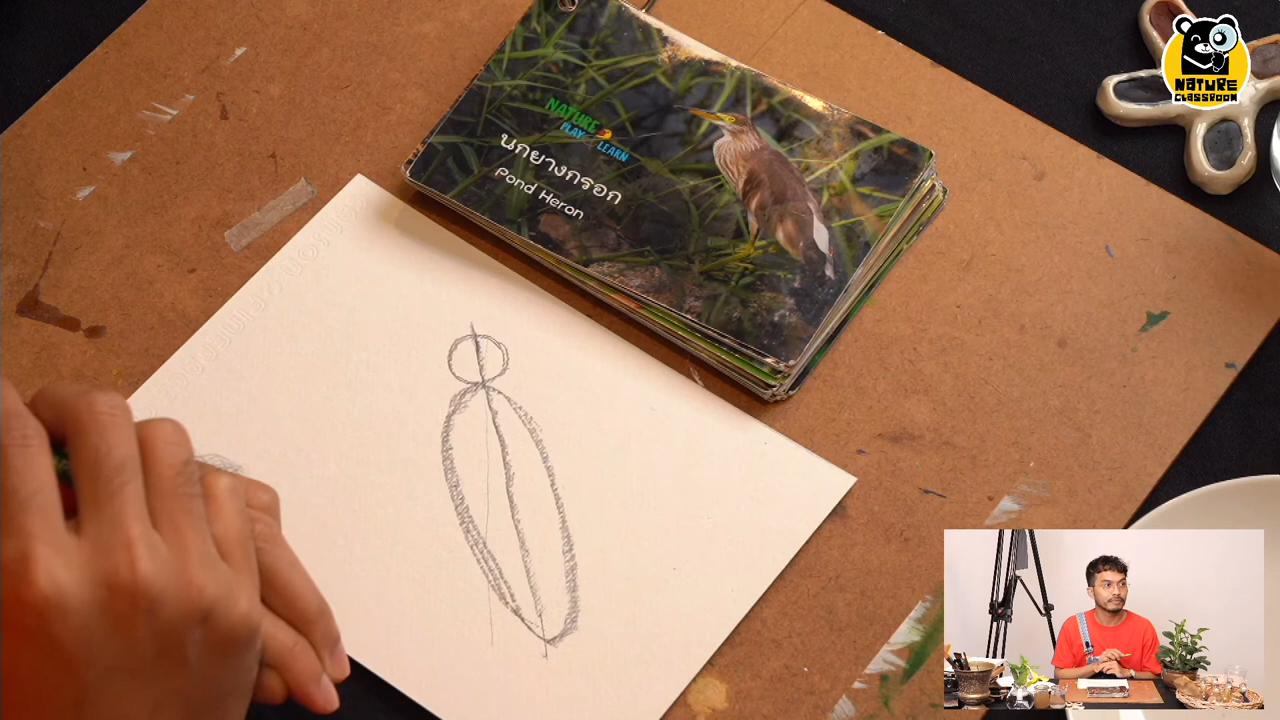 NATURE
PLAY & LEARN
นกยางกรอก
Pond Heron
NATURE
CLASSROOM